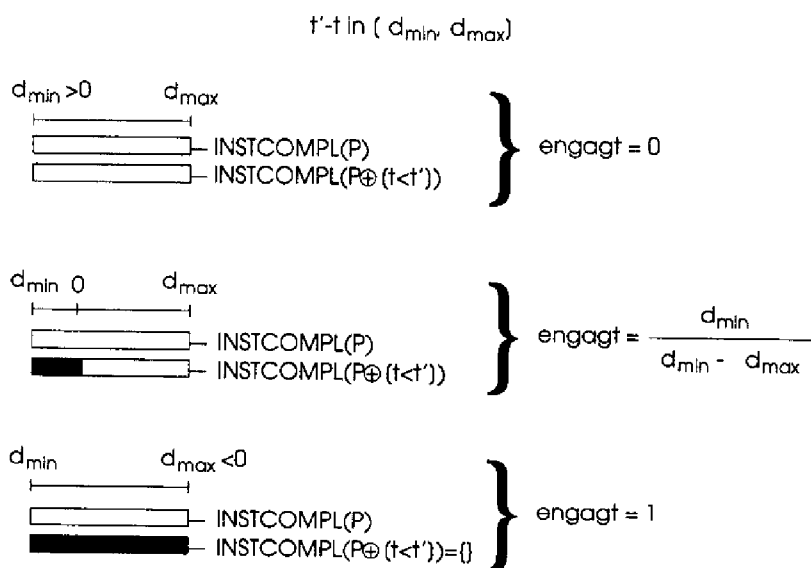 t'-t in ( dmin, dmax)
dmin >0 dmax
INSTCOMPL(P)
INSTCOMPL(P⊕(t<t'))
engagt = 0
dmin 0 dmax
INSTCOMPL(P)
INSTCOMPL(P⊕(t<t'))
engagt = dmin
dmin - dmax
dmin dmax <0
INSTCOMPL(P)
INSTCOMPL(P⊕(t<t'))={}
engagt = 1